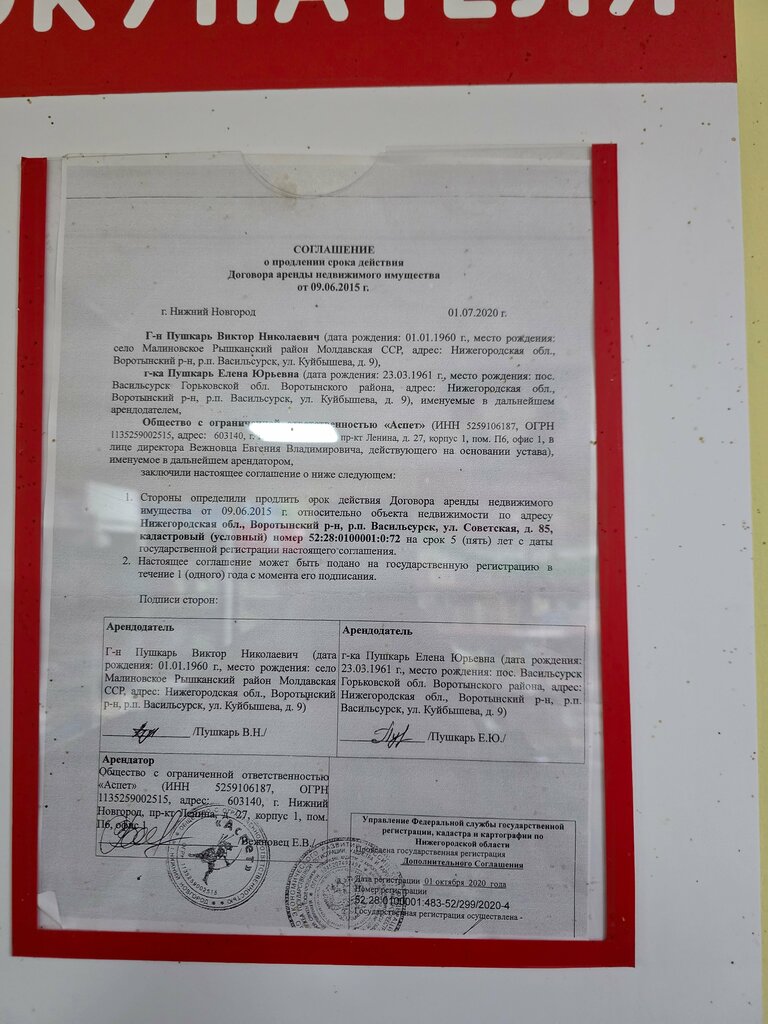 ОКУПАТЕЛЯ
СОГЛАШЕНИЕ
о продлении срока действия
Договора аренды недвижимого имущества
от 09.06.2015 г.
г. Нижний Новгород 01.07.2020 г.
Г-н Пушкарь Виктор Николаевич (дата рождения: 01.01.1960 г., место рождения:
село Малиновое Рышканский район Молдавская ССР, адрес: Нижегородская обл.,
Воротынский р-н, р.п. Васильсурск, ул. Куйбышева, д. 9),
г-ка Пушкарь Елена Юрьевна (дата рождения: 23.03.1961 г., место рождения: пос.
Васильсурск Горьковской обл. Воротынского района, адрес: Нижегородская обл.,
Воротынский р-н, р.п. Васильсурск, ул. Куйбышева, д. 9), именуемые в дальнейшем
арендодателем,
Общество с ответственностью «Аспет» (ИНН 5259106187, ОГРН
1135259002515, адрес: 603140, г. пр-кт Ленина, д. 27, корпус 1, пом. П6, офис 1, в
лице директора Вежновца Евгения Владимировича, действующего на основании устава),
именуемое в дальнейшем арендатором,
заключили настоящее соглашение о ниже следующем:
1. Стороны определили продлить срок действия Договора аренды недвижимого
имущества от 09.06.2015 г. относительно объекта недвижимости по адресу
Нижегородская обл., Воротынский р-н, р.п. Васильсурск, ул. Советская, д. 85,
кадастровый (условный) номер 52:28:0100001:0:72 на срок 5 (пять) лет с даты
государственной регистрации настоящего соглашения.
2. Настоящее соглашение может быть подано на государственную регистрацию в
течение 1 (одного) года с момента его подписания.
Подписи сторон:
Арендодатель
Г-н Пушкарь Виктор Николаевич (дата
рождения: 01.01.1960 г., место рождения: село
Малиновое Рышканский район Молдавская
ССР, адрес: Нижегородская обл., Воротынский
р-н, р.п. Васильсурск, ул. Куйбышева, д. 9)
/Пушкарь В.Н./
Арендодатель
г-ка Пушкарь Елена Юрьевна (дата рождения:
23.03.1961 г., место рождения: пос. Васильсурск
Горьковской обл. Воротынского района, адрес:
Нижегородская обл., Воротынский р-н, р.п.
Васильсурск, ул. Куйбышева, д. 9)
/Пушкарь Е.Ю./
Арендатор
Общество с ограниченной ответственностью
«Аспет» (ИНН 5259106187, ОГРН
1135259002515, адрес: 603140, г. Нижний
Новгород, пр-кт Ленина, д. 27, корпус 1, пом.
П6, офис 1
Вежновец Е.В./
«Аспет»
Управление Федеральной службы государственной
регистрации, кадастра и картографии по
Нижегородской области
Проведена государственная регистрация
Дополнительного Соглашения
Дата регистрации 01 октября 2020 года
Номер регистрации
52:28:0100001:483-52/299/2020-4
Государственная регистрация осуществлена -